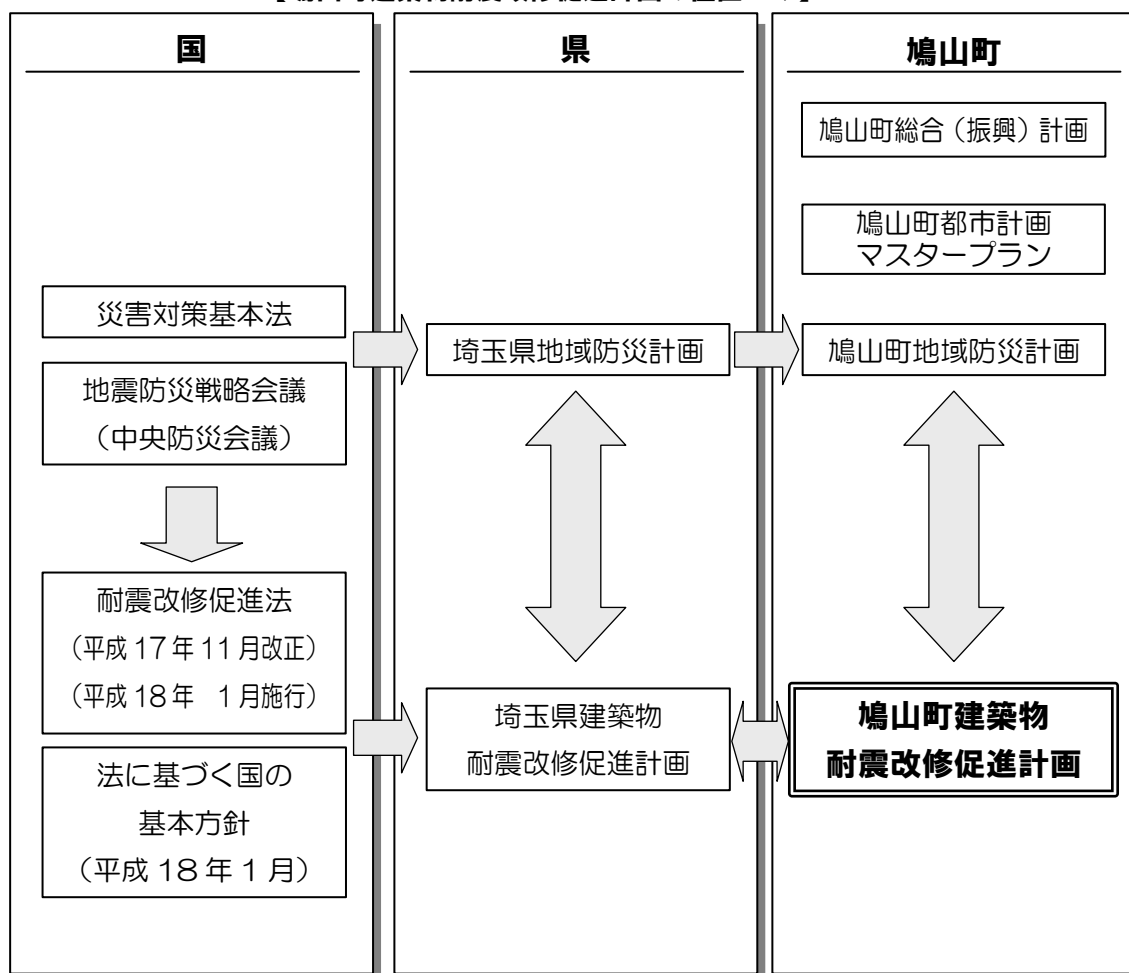 国
災害対策基本法
地震防災戦略会議
（中央防災会議）
耐震改修促進法
（平成17年11月改正）
（平成18年　1月施行）
法に基づく国の
基本方針
（平成18年1月）
県
埼玉県地域防災計画
埼玉県建築物
耐震改修促進計画
鳩山町
鳩山町総合（振興）計画
鳩山町都市計画
マスタープラン
鳩山町地域防災計画
鳩山町建築物
耐震改修促進計画